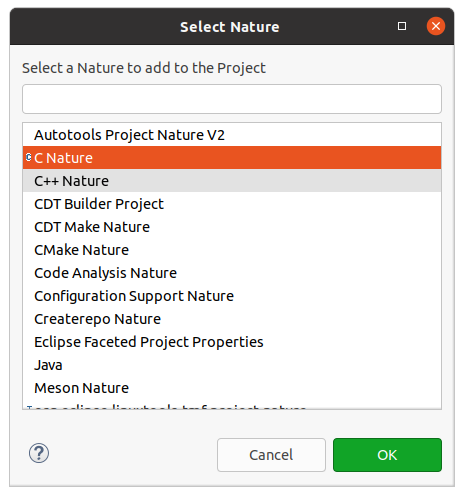 Select Nature
Select a Nature to add to the Project
Autotools Project Nature V2
C Nature
C++ Nature
CDT Builder Project
CDT Make Nature
CMake Nature
Code Analysis Nature
Configuration Support Nature
Createrepo Nature
Eclipse Faceted Project Properties
Java
Meson Nature
Cancel
OK